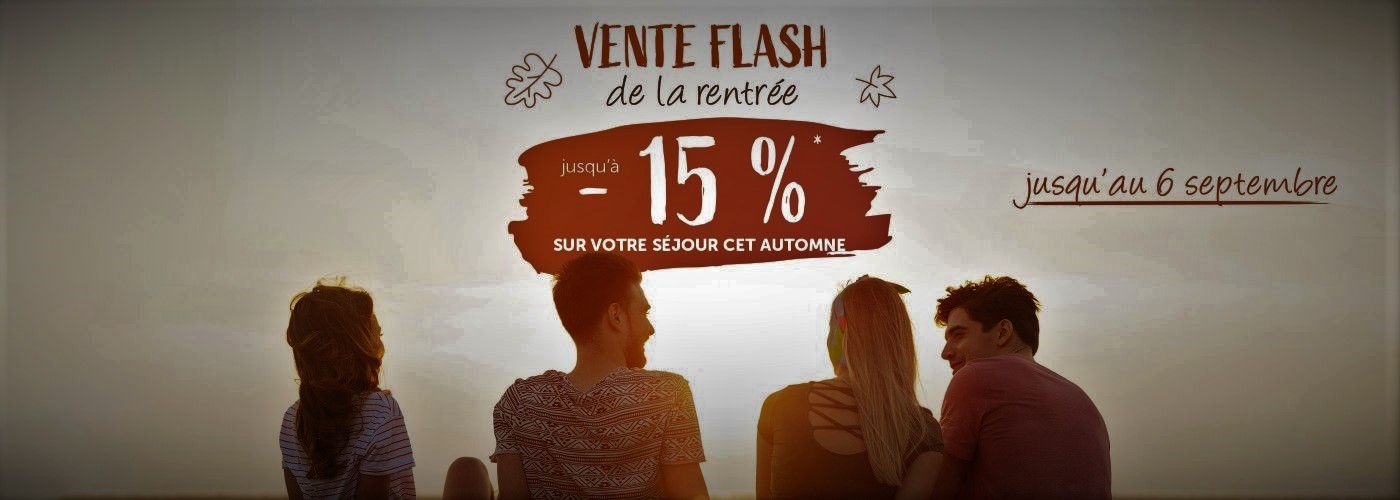 VENTE FLASH
de la rentrée
jusqu'à
- 15 %*
SUR VOTRE SÉJOUR CET AUTOMNE
jusqu'au 6 septembre